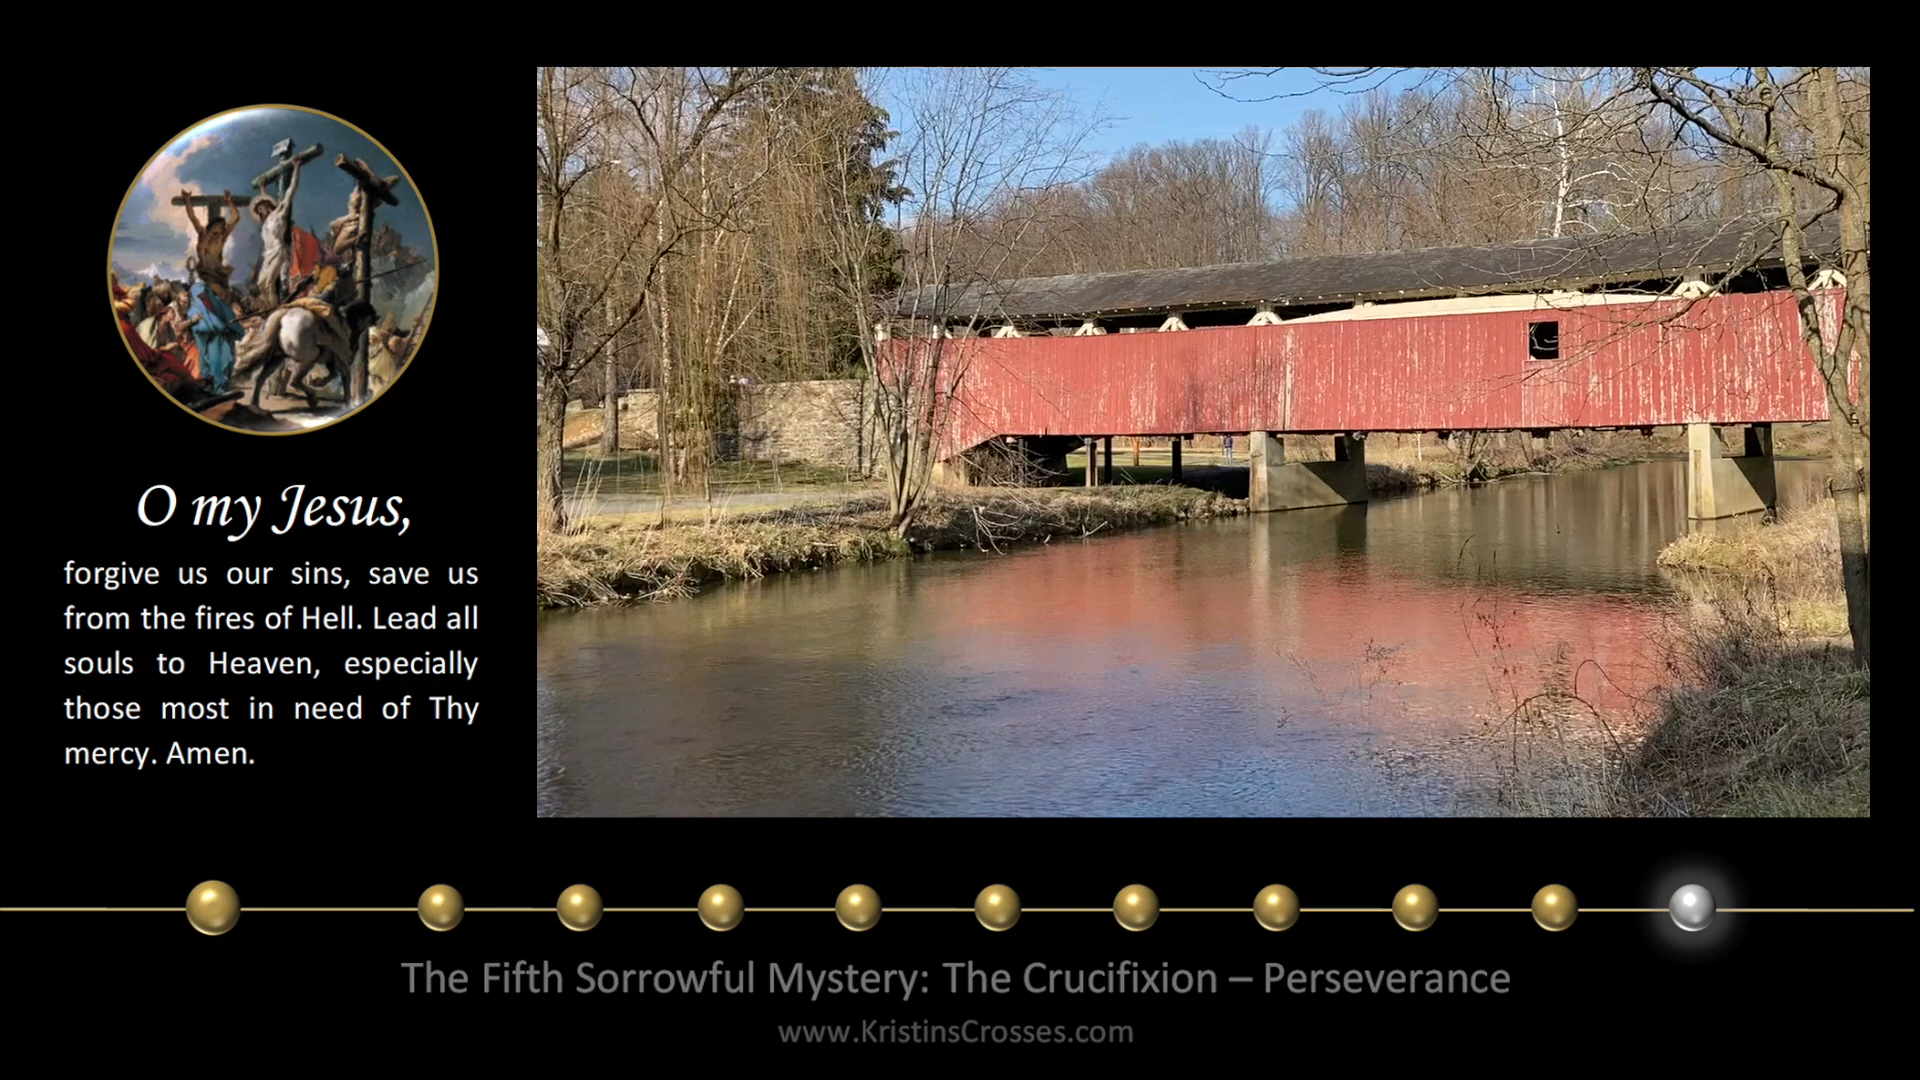 O my Jesus,
forgive us our sins, save us
from the fires of Hell. Lead all
souls to Heaven, especially
those most in need of Thy
mercy. Amen.
The Fifth Sorrowful Mystery: The Crucifixion – Perseverance
www.KristinsCrosses.com